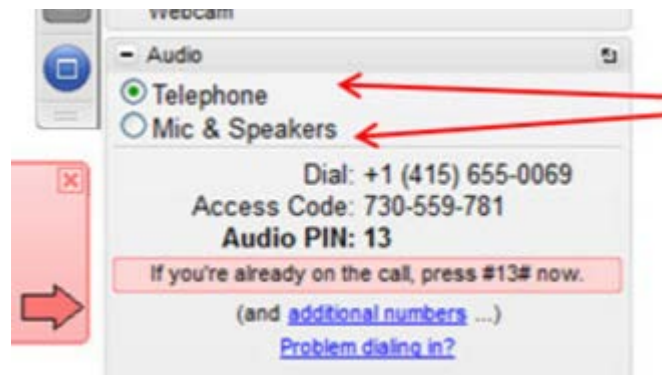 Webcam
Audio
Telephone
Mic & Speakers
Dial: +1 (415) 655-0069
Access Code: 730-559-781
Audio PIN: 13
If you're already on the call, press #13# now.
(and additional numbers ...)
Problem dialing in?